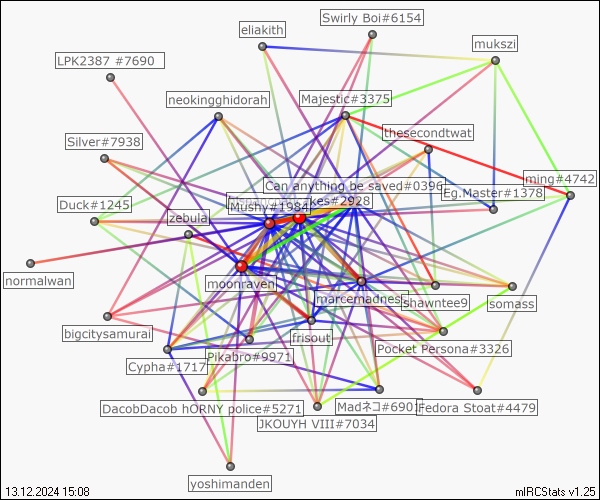 Swirly Boi#6154
eliakith
mukszi
LPK2387 #7690
neokingghidorah
Majestic#3375
thesecondtwat
Silver#7938
Can anything be saved#0396
ming#4742
Eg.Master#1378
kes#2928
Duck#1245
Mushy#1984
zebula
normalwan
moonraven
marcemadness
shawntee9
somass
bigcitysamurai
frisout
Pocket Persona#3326
Pikabro#9971
Cypha#1717
DacobDacob hORNY police#5271
Madネコ#6901
Fedora Stoat#4479
JKOUYH VIII#7034
yoshimanden
13.12.2024 15:08
mIRCStats v1.25